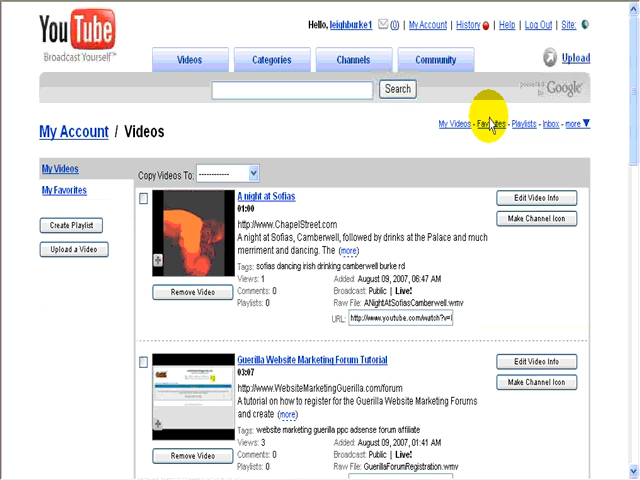 You Tube
Broadcast Yourself™
Hello, leighburke1 (0) | My Account | History | Help | Log Out | Site:
Videos Categories Channels Community Upload
Search powered by Google
My Account / Videos
My Videos - Favorites - Playlists - Inbox - more
My Videos
My Favorites
Create Playlist
Upload a Video
Copy Videos To: ------------
A night at Sofias
01:00
http://www.ChapelStreet.com
A night at Sofias, Camberwell, followed by drinks at the Palace and much
merriment and dancing. The (more)
Tags: sofias dancing irish drinking camberwell burke rd
Views: 1 Added: August 09, 2007, 06:47 AM
Comments: 0 Broadcast: Public | Live!
Playlists: 0 Raw File: ANightAtSofiasCamberwell.wmv
URL: http://www.youtube.com/watch?v=
Remove Video
Edit Video Info
Make Channel Icon
Guerilla Website Marketing Forum Tutorial
03:07
http://www.WebsiteMarketingGuerilla.com/forum
A tutorial on how to register for the Guerilla Website Marketing Forums
and create (more)
Tags: website marketing guerilla ppc adsense forum affiliate
Views: 3 Added: August 09, 2007, 01:41 AM
Comments: 0 Broadcast: Public | Live!
Playlists: 0 Raw File: GuerillaForumRegistration.wmv
Remove Video
Edit Video Info
Make Channel Icon